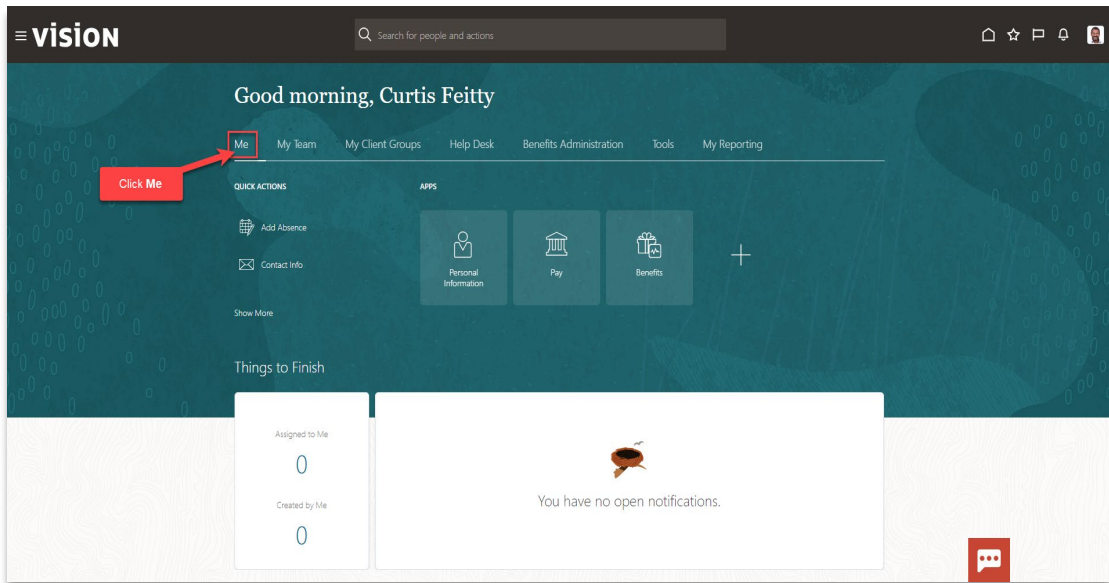 vision
Search for people and actions
Good morning, Curtis Feitty
Me My Team My Client Groups Help Desk Benefits Administration Tools My Reporting
Click Me
QUICK ACTIONS
APPS
Add Absence
Contact Info
Personal
Information
Pay
Benefits
Show More
Things to Finish
Assigned to Me
0
Created by Me
0
You have no open notifications.